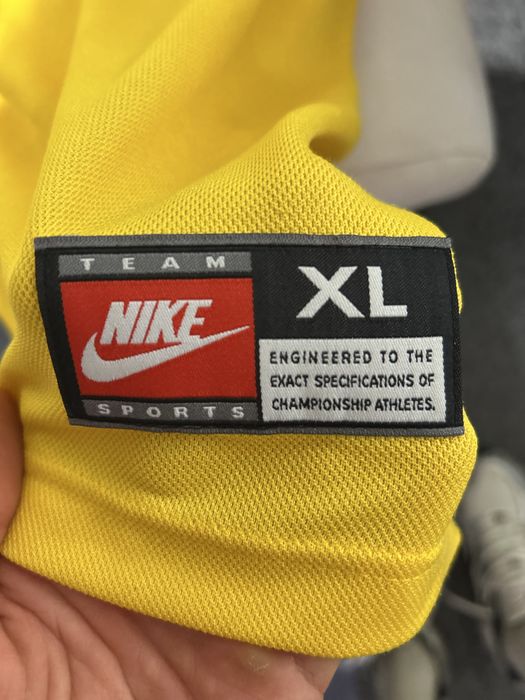 TEAM
NIKE
SPORTS
XL
ENGINEERED TO THE
EXACT SPECIFICATIONS OF
CHAMPIONSHIP ATHLETES.